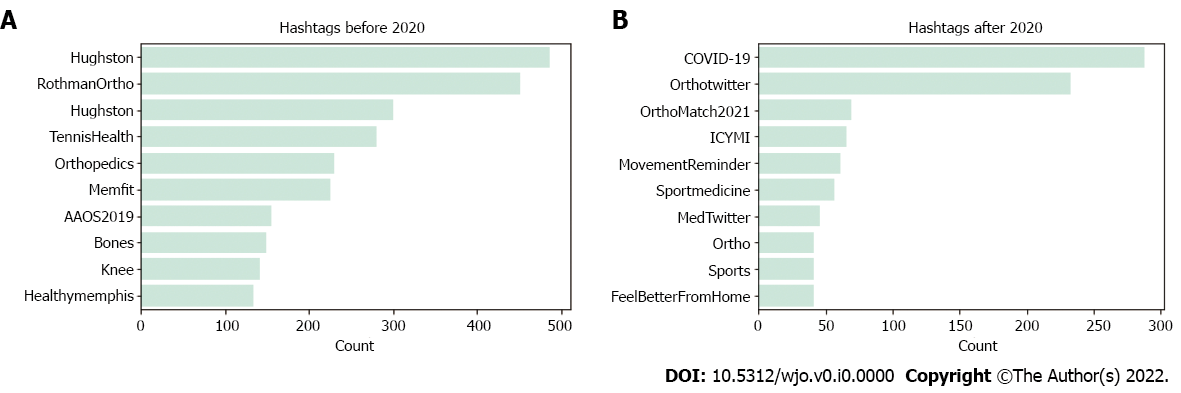 A
Hashtags before 2020
Hughston
RothmanOrtho
Hughston
TennisHealth
Orthopedics
Memfit
AAOS2019
Bones
Knee
Healthymemphis
0 100 200 300 400 500
Count
B
Hashtags after 2020
COVID-19
Orthotwitter
OrthoMatch2021
ICYMI
MovementReminder
Sportmedicine
MedTwitter
Ortho
Sports
FeelBetterFromHome
0 50 100 150 200 250 300
Count
DOI: 10.5312/wjo.v0.i0.0000 Copyright ©The Author(s) 2022.